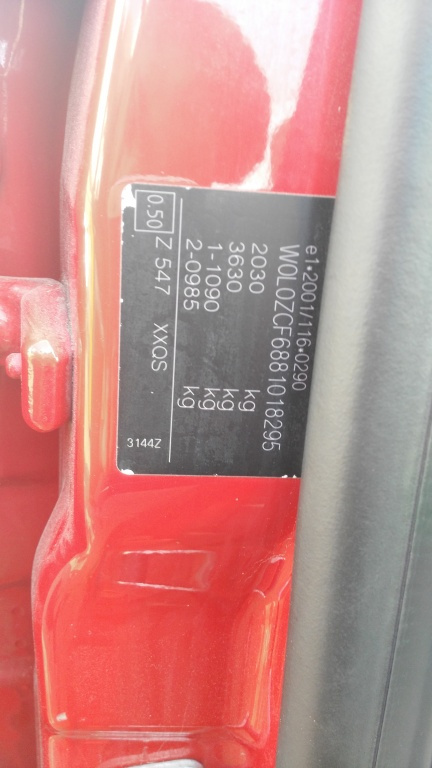 e1•2001/116•0290
W0L0ZCF6881018295
2030 kg
3630 kg
1-1090 kg
2-0985 kg
0.50 Z 547 XXQS
3144Z